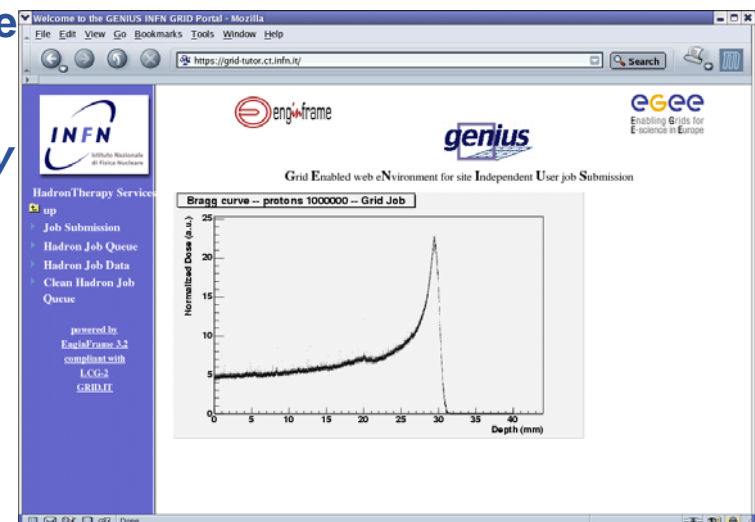 Welcome to the GENIUS INFN GRID Portal - Mozilla
File Edit View Go Bookmarks Tools Window Help
https://grid-tutor.ct.infn.it/
Search
INFN
Istituto Nazionale
di Fisica Nucleare
enginframe
genius
eGee
Enabling Grids for
E-science in Europe
Grid Enabled web eNvironment for site Independent User job Submission
HadronTherapy Services
up
Job Submission
Hadron Job Queue
Hadron Job Data
Clean Hadron Job
Queue
powered by
EnginFrame 3.2
compliant with
LCG-2
GRID.IT
Bragg curve -- protons 1000000 -- Grid Job
Normalized Dose (a.u.)
25
20
15
10
5
0
0 5 10 15 20 25 30 35 40
Depth (mm)
Done
e
y